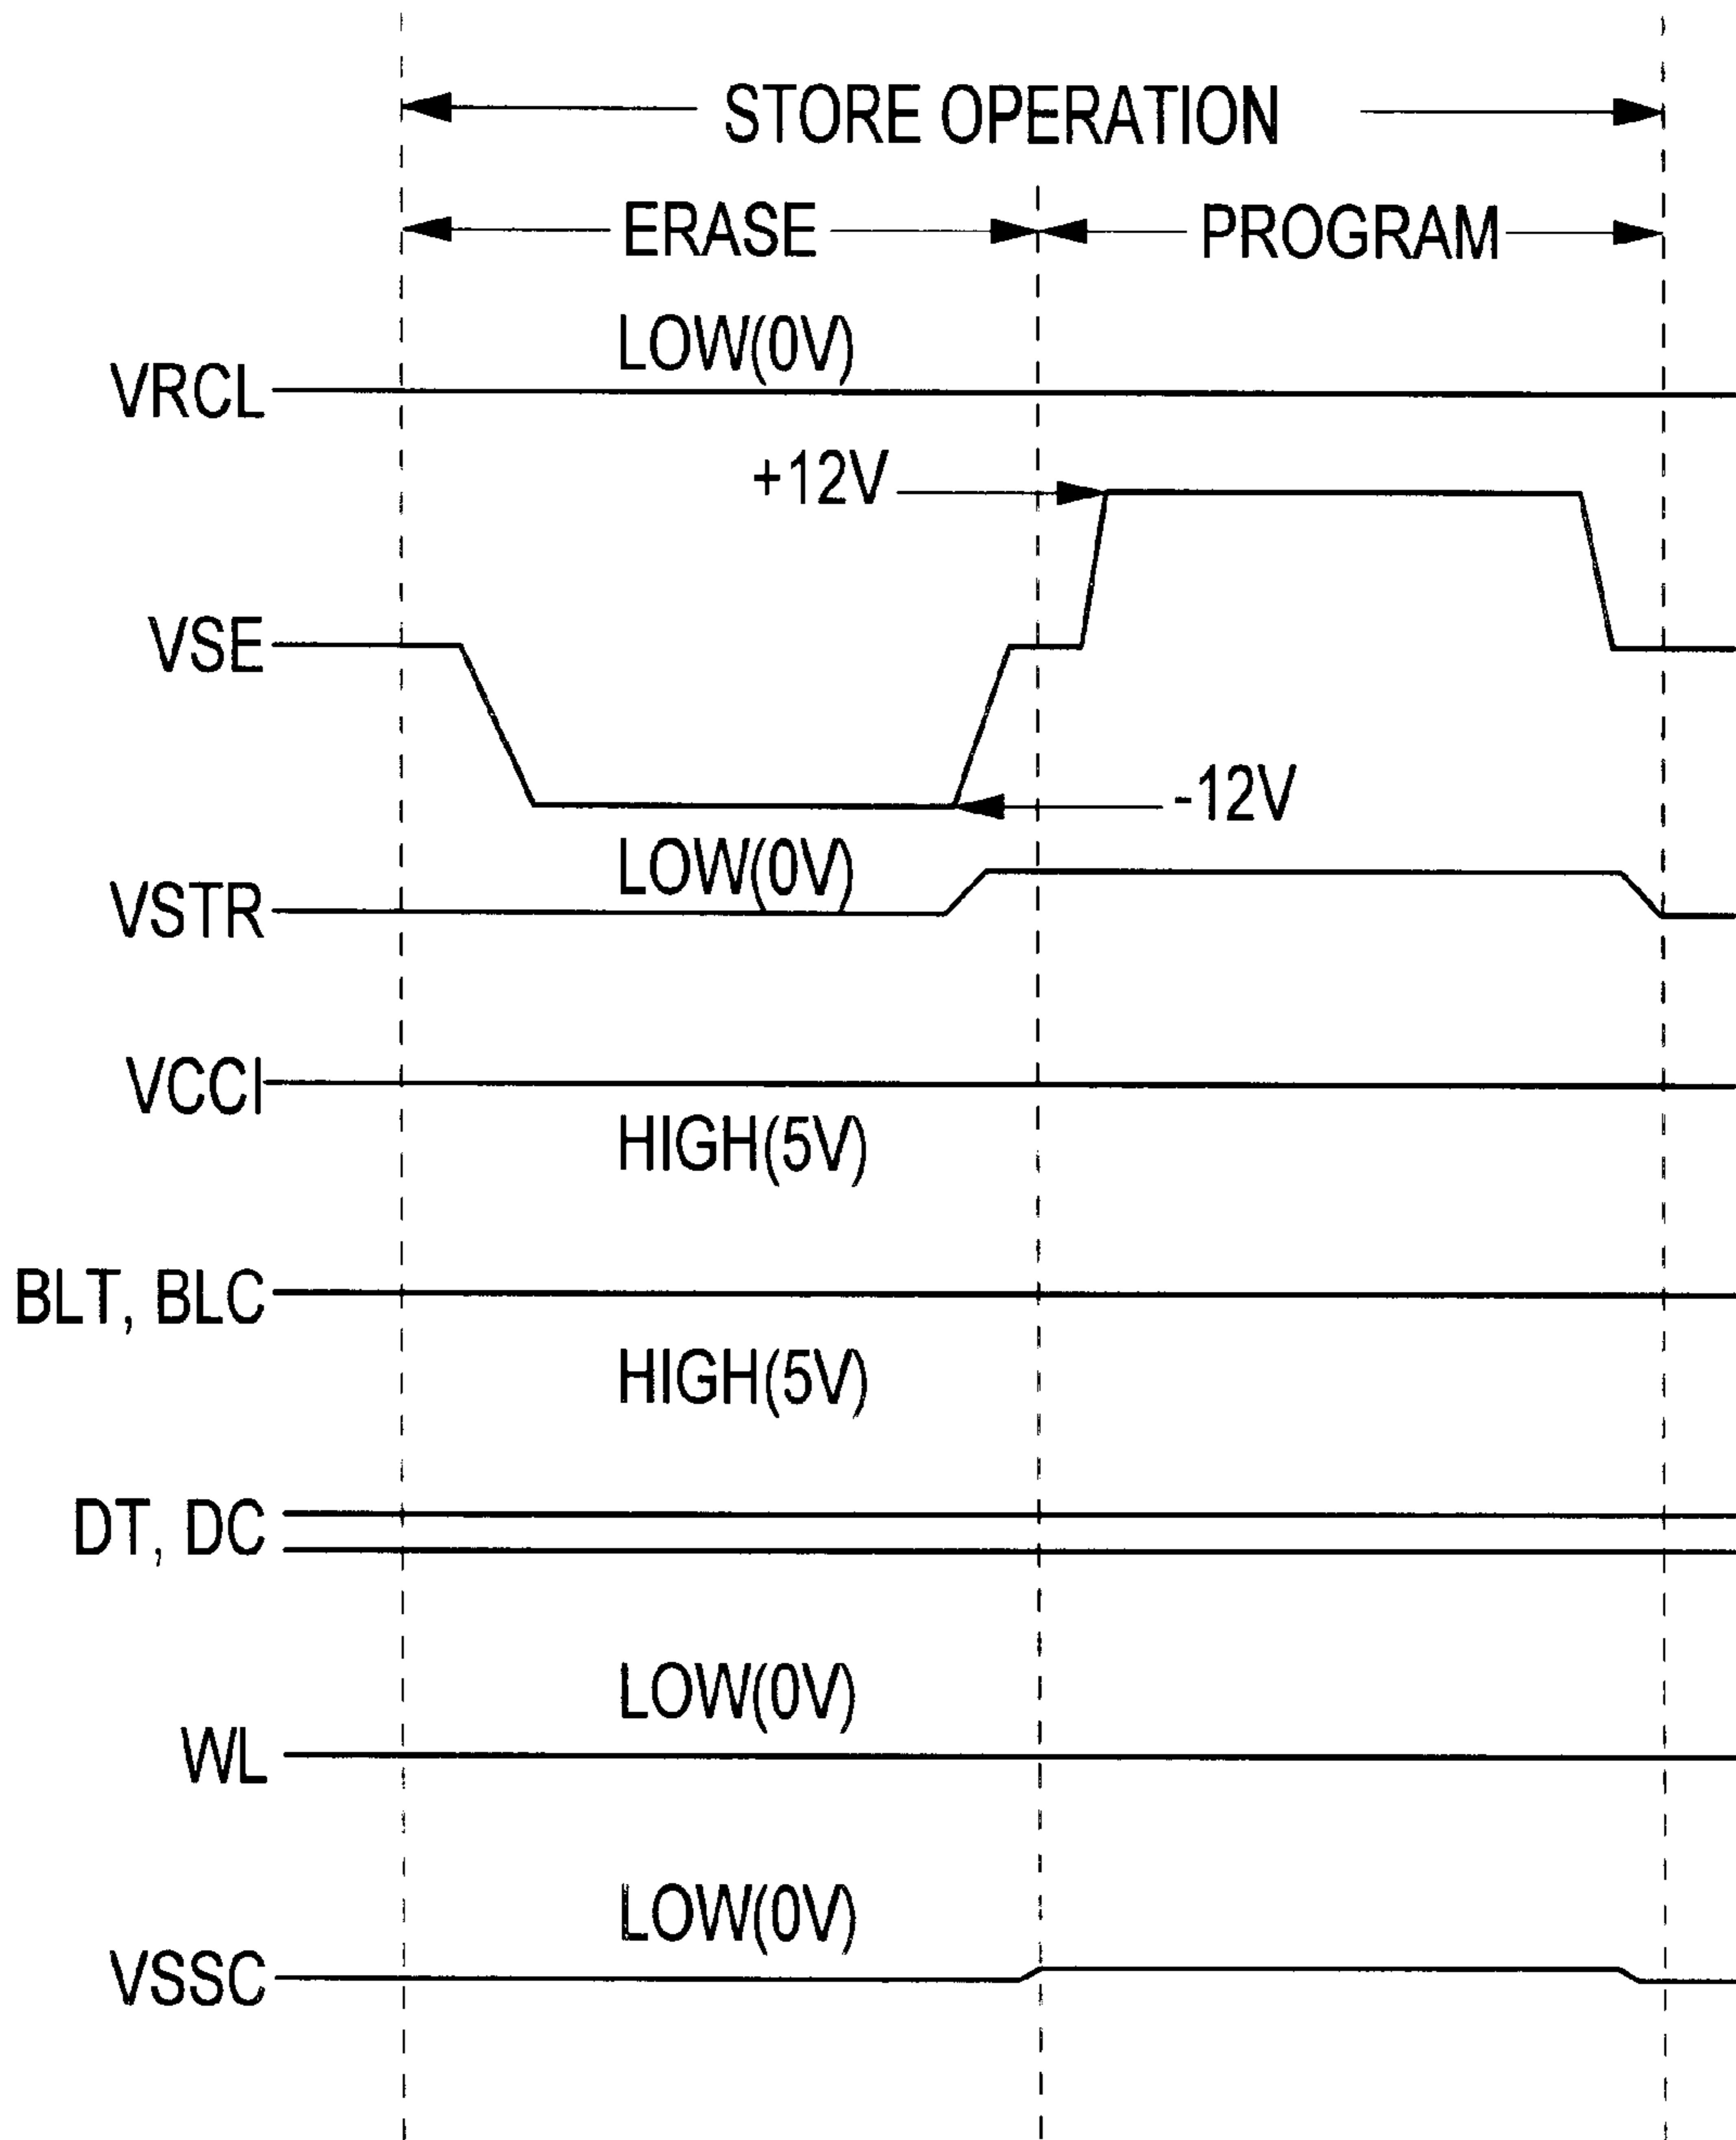 STORE OPERATION
ERASE PROGRAM
LOW(0V)
VRCL
+12V
VSE
-12V
LOW(0V)
VSTR
VCCI
HIGH(5V)
BLT, BLC
HIGH(5V)
DT, DC
LOW(0V)
WL
LOW(0V)
VSSC